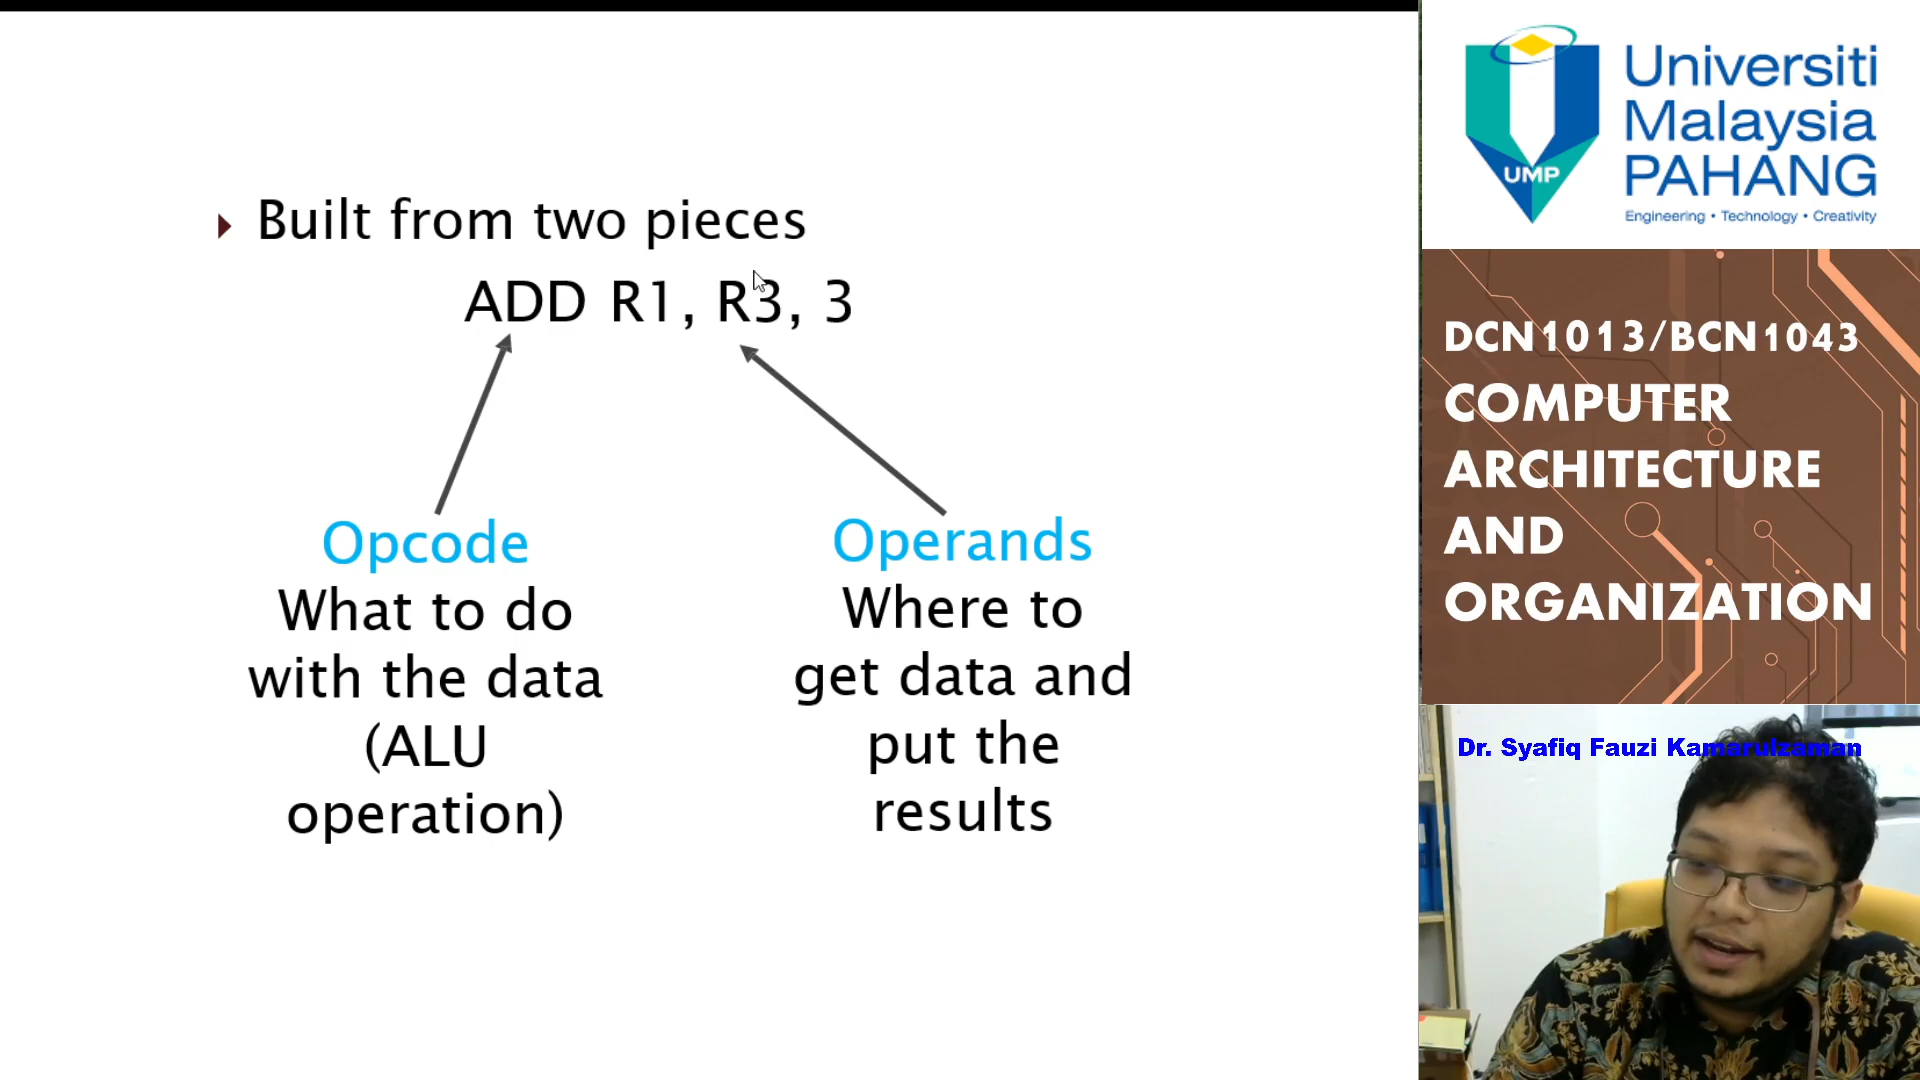 Built from two pieces
ADD R1, R3, 3
Opcode
What to do
with the data
(ALU
operation)
Operands
Where to
get data and
put the
results
Universiti
Malaysia
PAHANG
Engineering • Technology • Creativity
UMP
DCN1013/BCN1043
COMPUTER
ARCHITECTURE
AND
ORGANIZATION
Dr. Syafiq Fauzi Kamarulzaman